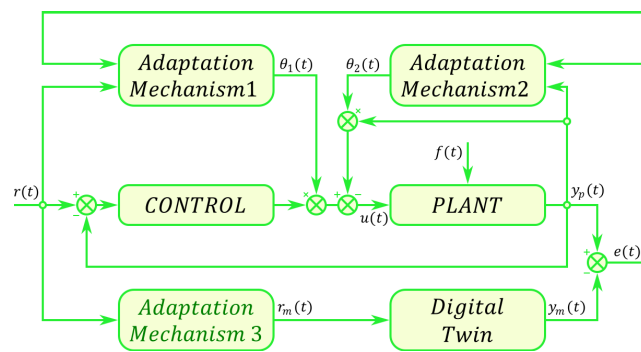 Adaptation
Mechanism1
θ₁(t)
θ₂(t)
Adaptation
Mechanism2
×
×
f(t)
r(t)
+
−
CONTROL
×
+
−
u(t)
PLANT
yₚ(t)
+
−
e(t)
Adaptation
Mechanism 3
rₘ(t)
Digital
Twin
yₘ(t)